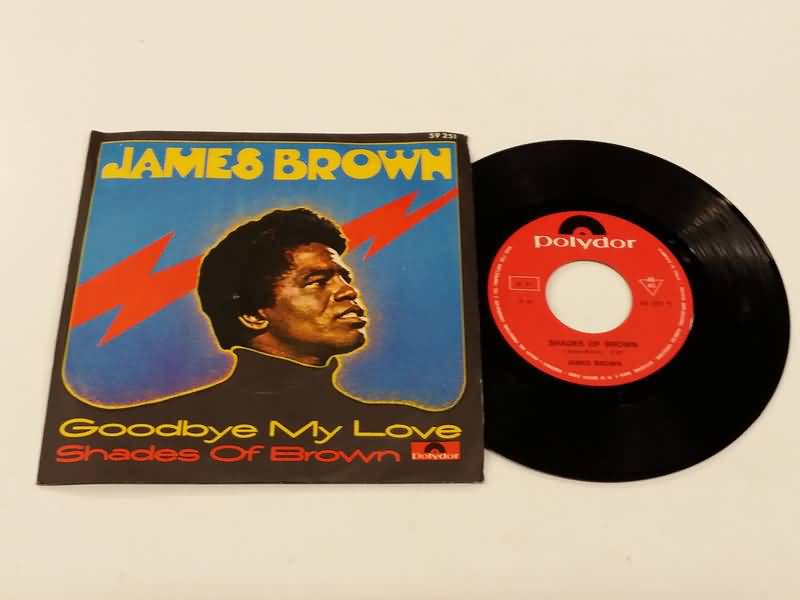 59 251
JAMES BROWN
Goodbye My Love
Shades Of Brown
Polydor
Polydor
SHADES OF BROWN
JAMES BROWN